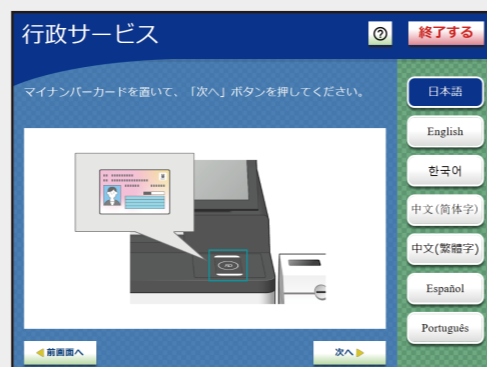 行政サービス
?
終了する
マイナンバーカードを置いて、「次へ」ボタンを押してください。
日本語
English
한국어
中文(简体字)
中文(繁體字)
Español
Português
前画面へ
次へ